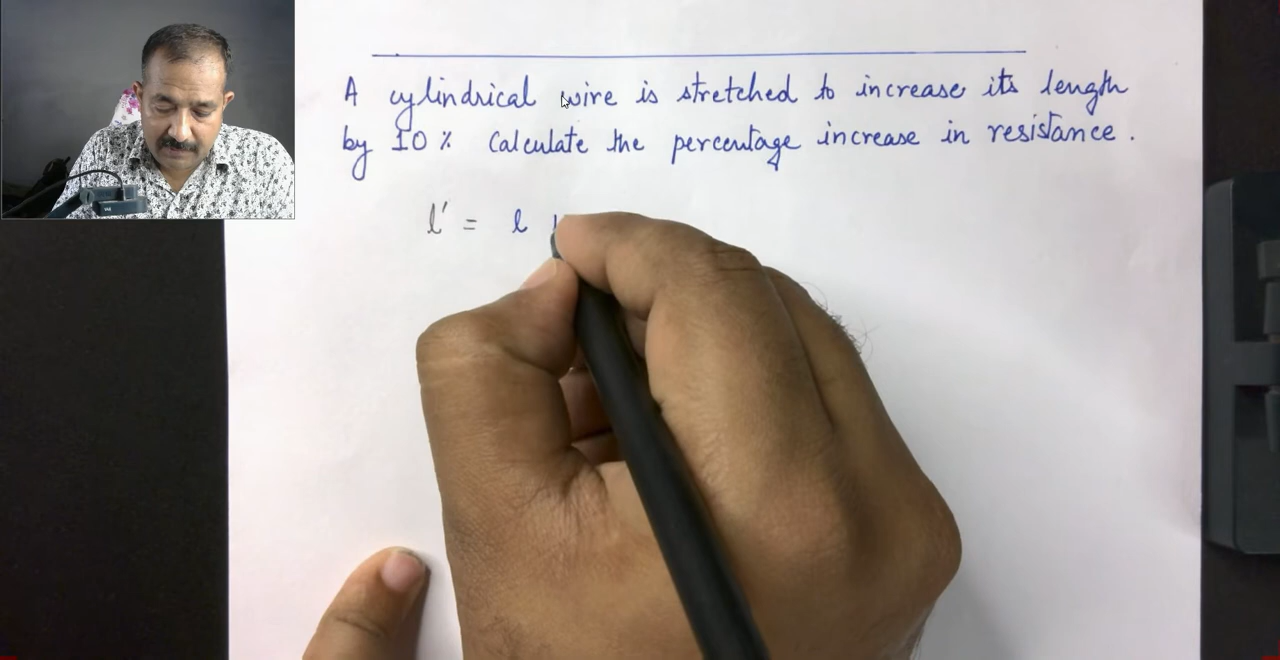 A cylindrical wire is stretched to increase its length
by 10 % Calculate the percentage increase in resistance.
l' = l